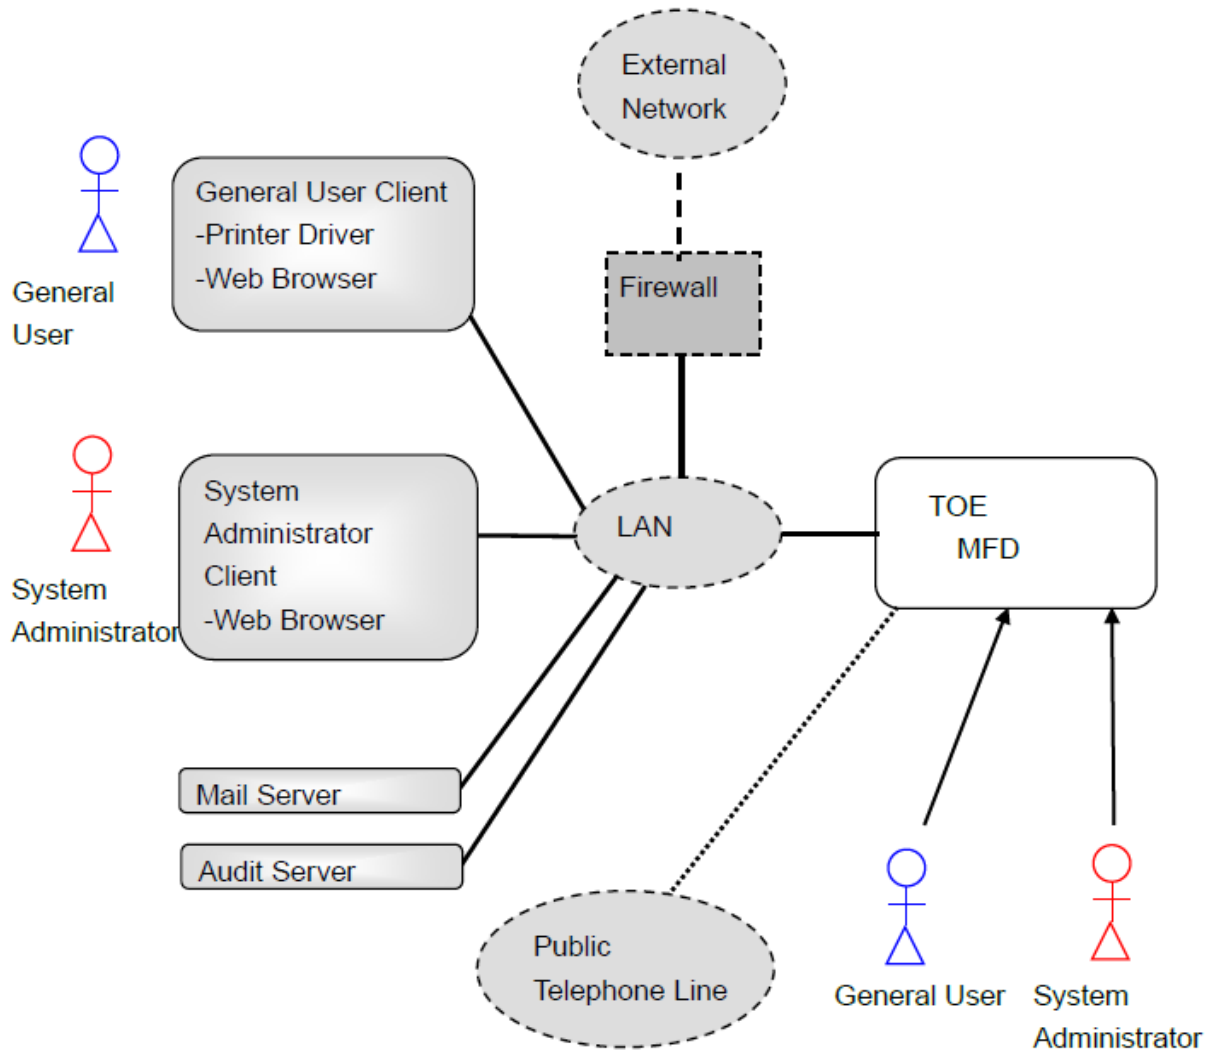 External
Network
General User Client
-Printer Driver
-Web Browser
General
User
Firewall
System
Administrator
Client
-Web Browser
System
Administrator
LAN
TOE
MFD
Mail Server
Audit Server
Public
Telephone Line
General User
System
Administrator